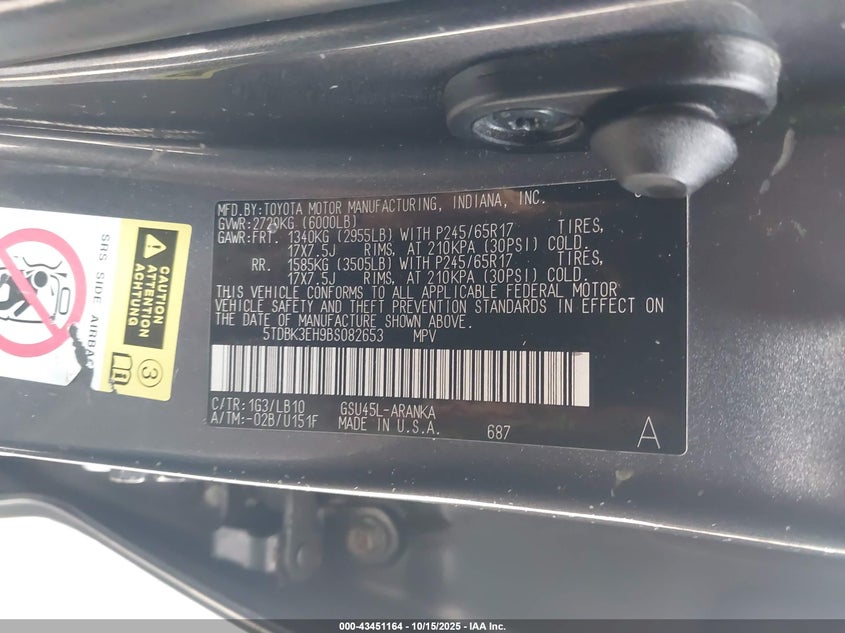 MFD.BY:TOYOTA MOTOR MANUFACTURING, INDIANA, INC.
GVWR:2720KG (6000LB)
GAWR:FRT. 1340KG (2955LB) WITH P245/65R17 TIRES,
17X7.5J RIMS, AT 210KPA (30PSI) COLD.
RR. 1585KG (3505LB) WITH P245/65R17 TIRES,
17X7.5J RIMS, AT 210KPA (30PSI) COLD.
THIS VEHICLE CONFORMS TO ALL APPLICABLE FEDERAL MOTOR
VEHICLE SAFETY AND THEFT PREVENTION STANDARDS IN EFFECT ON
THE DATE OF MANUFACTURE SHOWN ABOVE.
5TDBK3EH9BS082653 MPV
C/TR: 1G3/LB10 GSU45L-ARANKA
A/TM:-02B/U151F MADE IN U.S.A. 687 A
SRS SIDE AIRBAG
CAUTION
ATTENTION
ACHTUNG
3
000-43451164 - 10/15/2025 - IAA Inc.